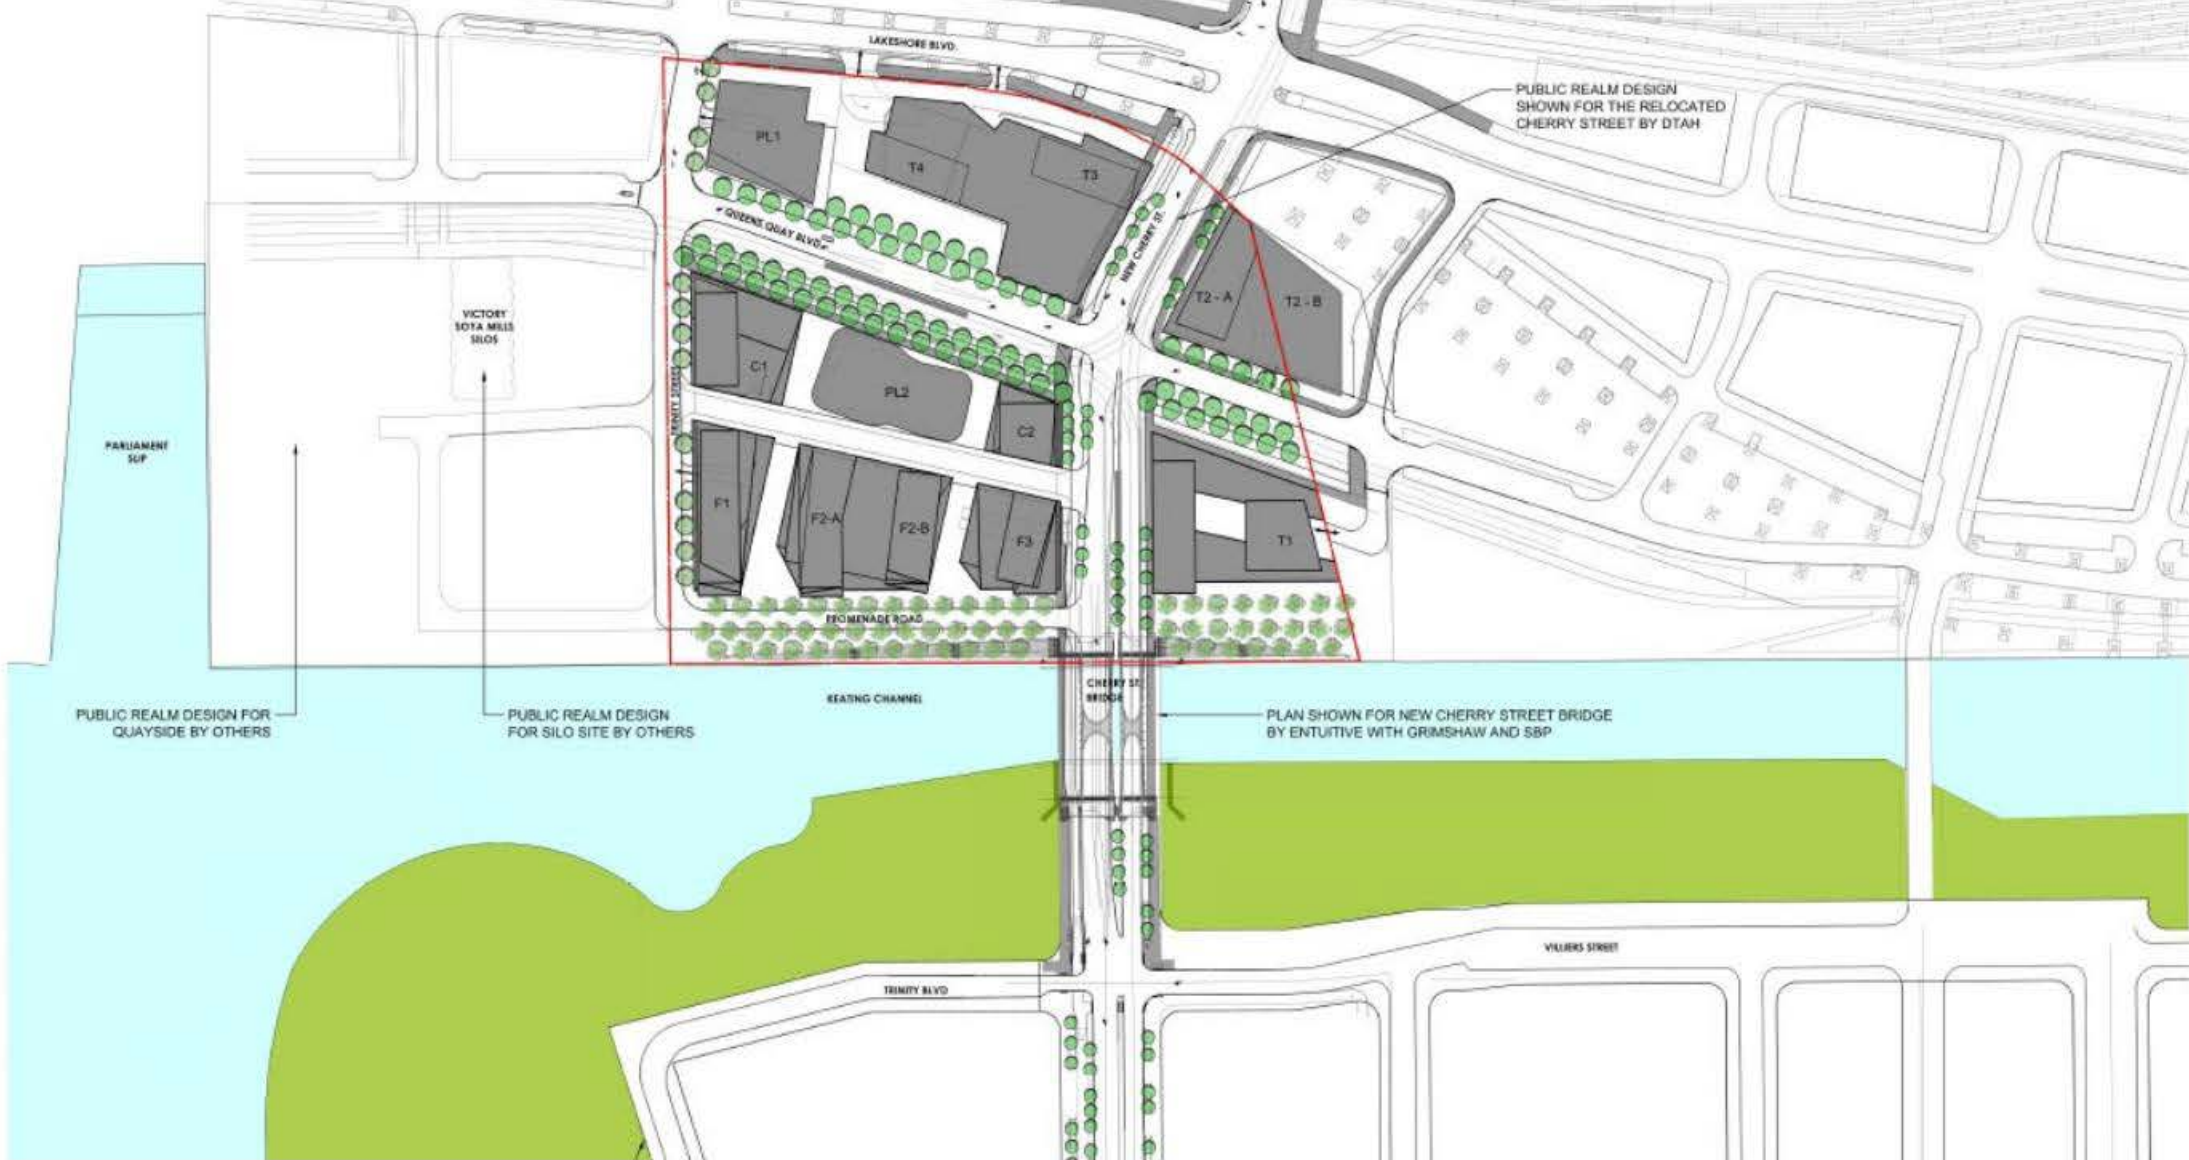 LAKESHORE BLVD.
PUBLIC REALM DESIGN
SHOWN FOR THE RELOCATED
CHERRY STREET BY DTAH
PL1
T4
T3
QUEENS QUAY BLVD.
NEW CHERRY ST.
T2 - A
T2 - B
VICTORY
SOYA MILLS
SILOS
TRINITY STREET
C1
PL2
C2
PARLIAMENT
SLIP
F1
F2-A
F2-B
F3
T1
PROMENADE ROAD
KEATING CHANNEL
CHERRY ST.
BRIDGE
PUBLIC REALM DESIGN FOR
QUAYSIDE BY OTHERS
PUBLIC REALM DESIGN
FOR SILO SITE BY OTHERS
PLAN SHOWN FOR NEW CHERRY STREET BRIDGE
BY ENTUITIVE WITH GRIMSHAW AND SBP
VILLIERS STREET
TRINITY BLVD